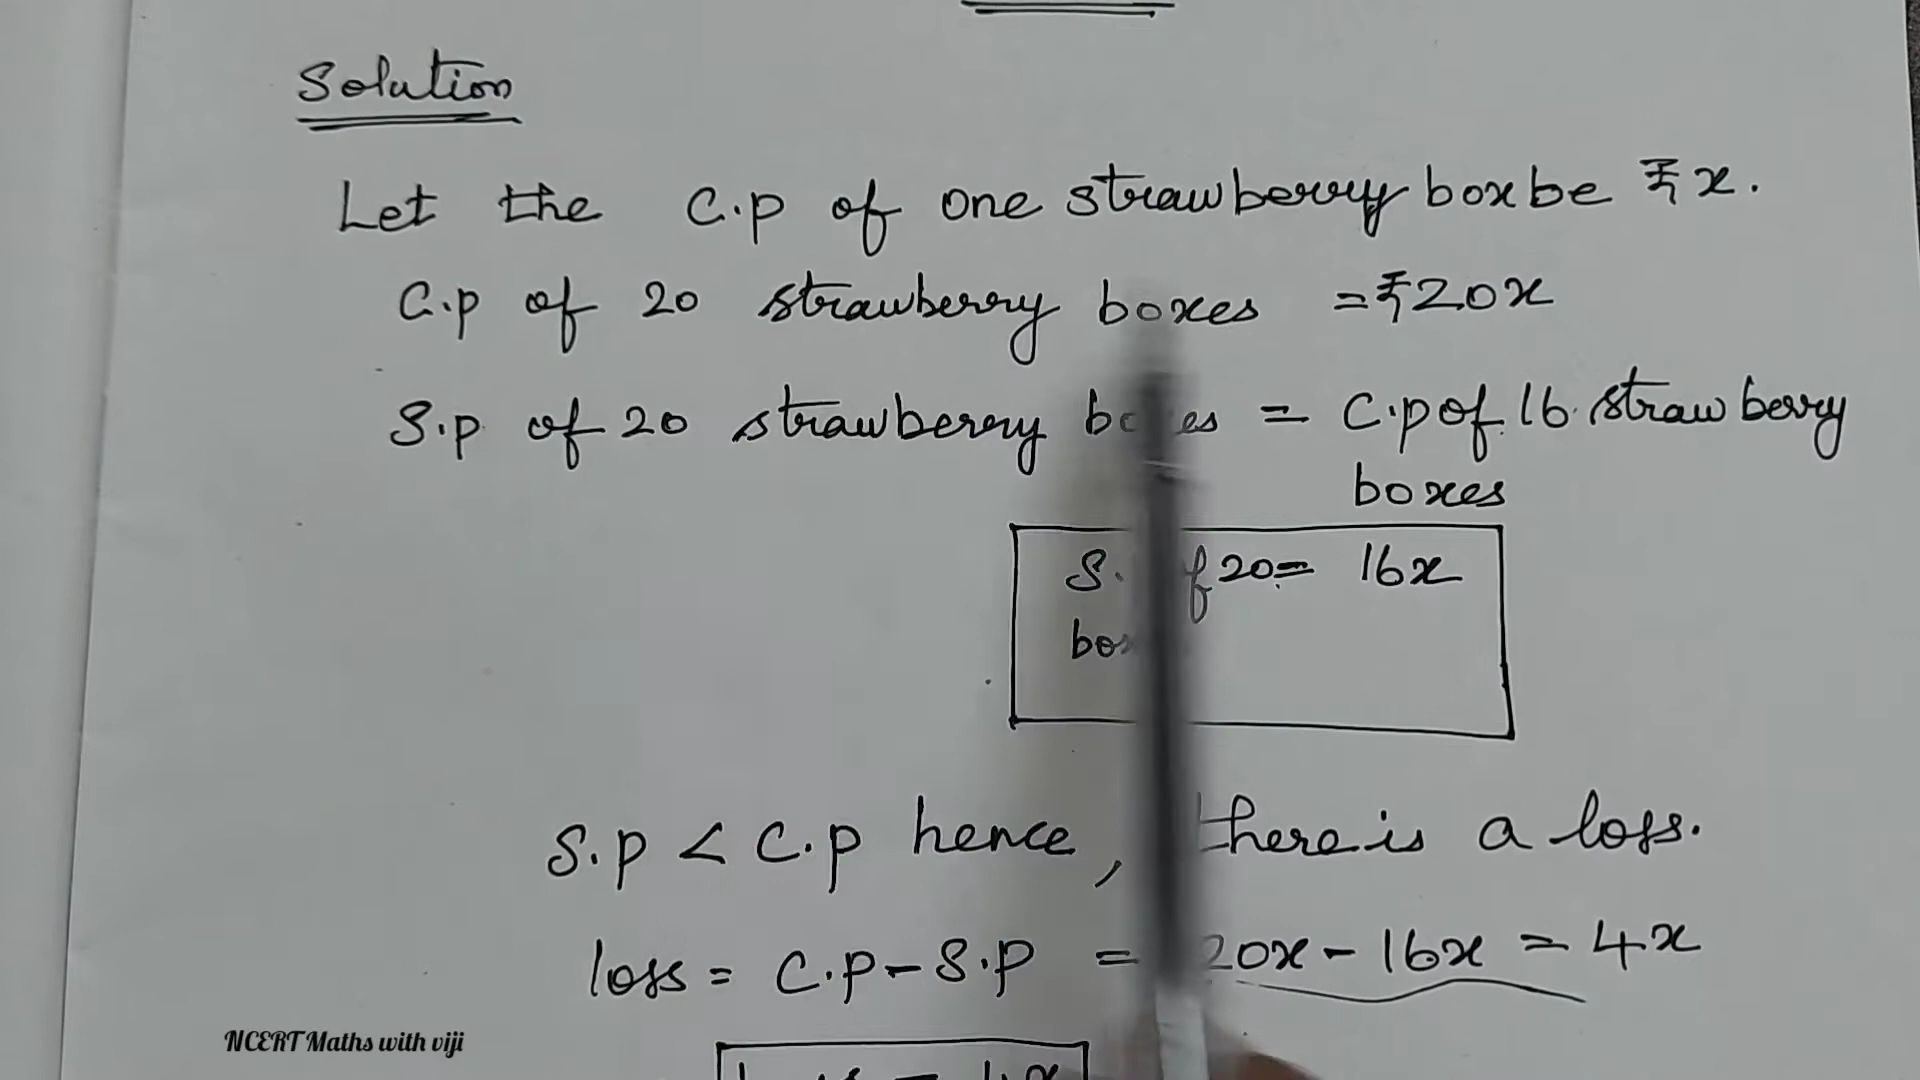 Solution
Let the C.p of one strawberry box be ₹x.
C.p of 20 strawberry boxes = ₹20x
S.p of 20 strawberry = C.p of 16 strawberry
boxes
20 = 16x
S.p < C.p hence, there is a loss.
loss = C.p - S.p = 20x - 16x = 4x
NCERT Maths with viji